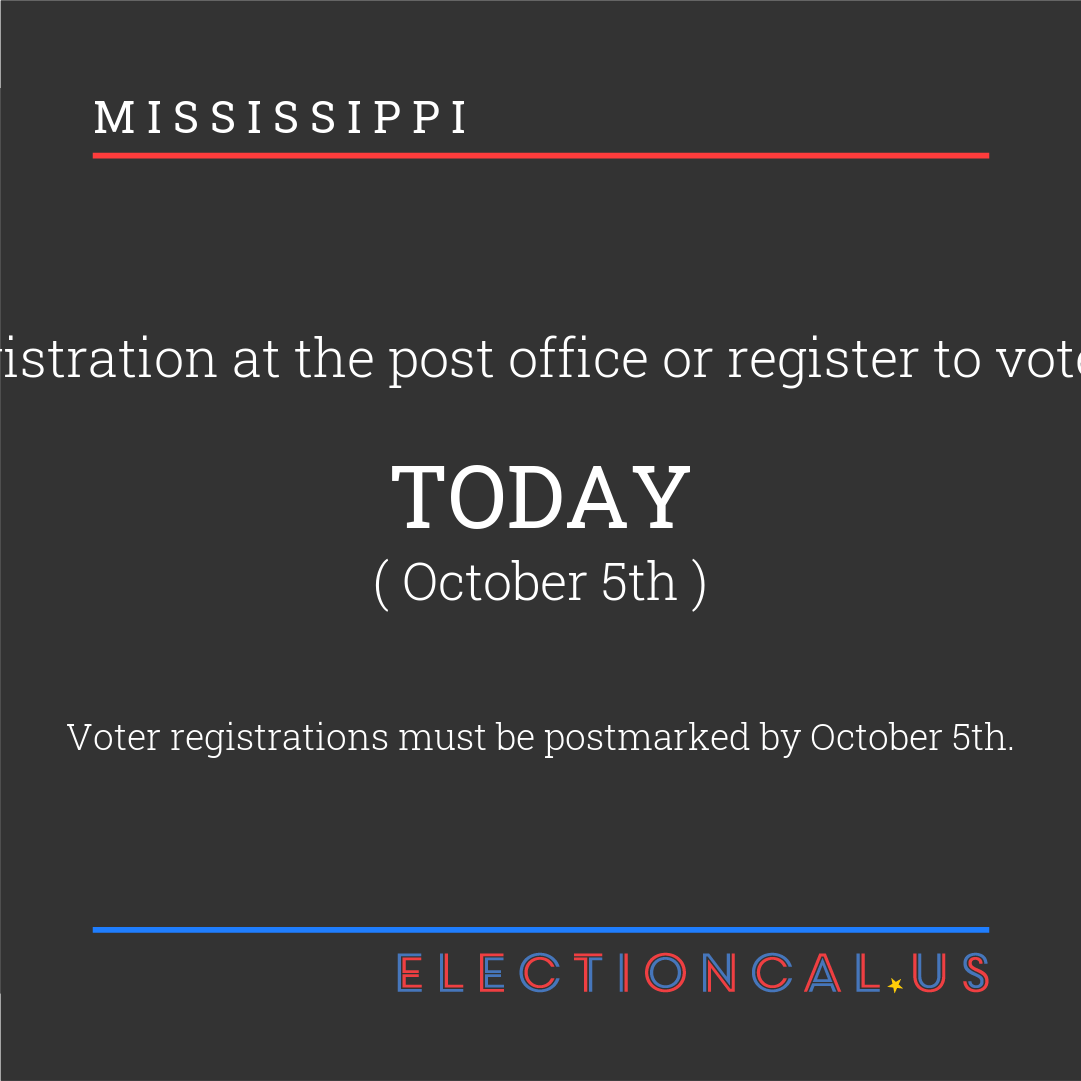 MISSISSIPPI
istration at the post office or register to vote
TODAY
( October 5th )
Voter registrations must be postmarked by October 5th.
ELECTIONCAL.US